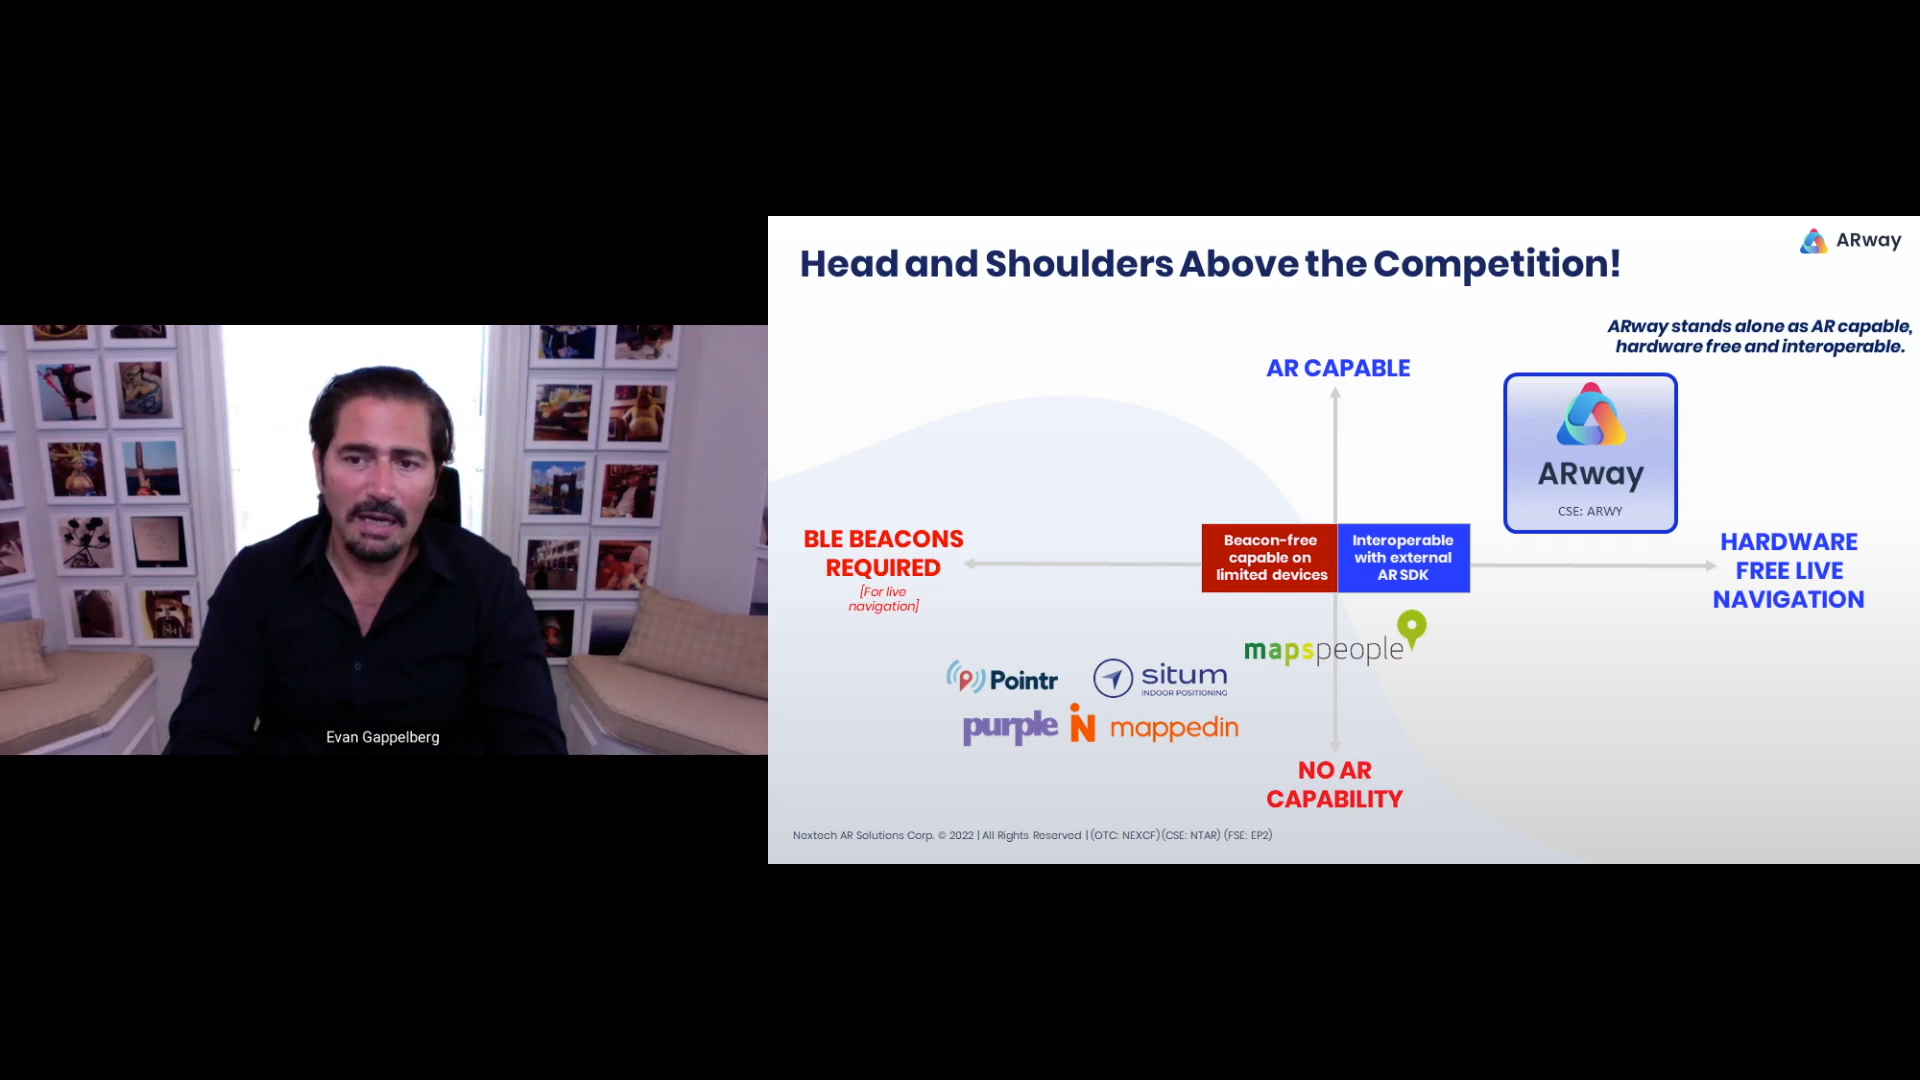 Evan Gappelberg
Head and Shoulders Above the Competition!
ARway
ARway stands alone as AR capable,
hardware free and interoperable.
AR CAPABLE
ARway
CSE: ARWY
BLE BEACONS
REQUIRED
[For live
navigation]
Beacon-free
capable on
limited devices
Interoperable
with external
AR SDK
HARDWARE
FREE LIVE
NAVIGATION
mapspeople
Pointr
situm
INDOOR POSITIONING
purple
iN mappedin
NO AR
CAPABILITY
Nextech AR Solutions Corp. © 2022 | All Rights Reserved | (OTC: NEXCF) (CSE: NTAR) (FSE: EP2)